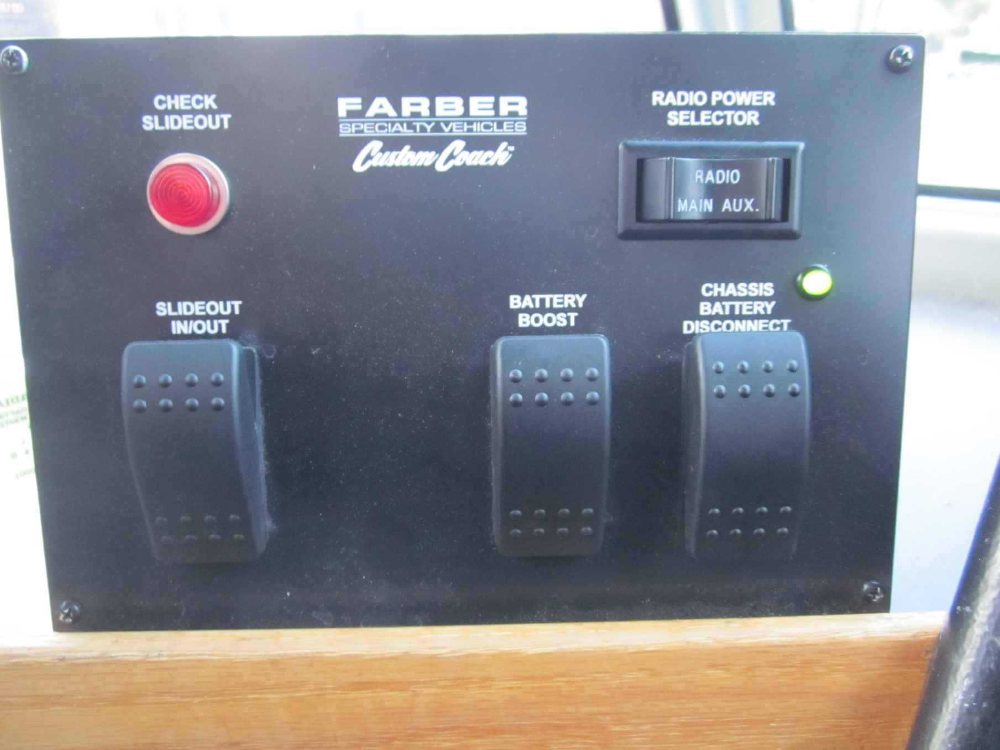 CHECK
SLIDEOUT
FARBER
SPECIALTY VEHICLES
Custom Coach™
RADIO POWER
SELECTOR
RADIO
MAIN AUX.
SLIDEOUT
IN/OUT
BATTERY
BOOST
CHASSIS
BATTERY
DISCONNECT